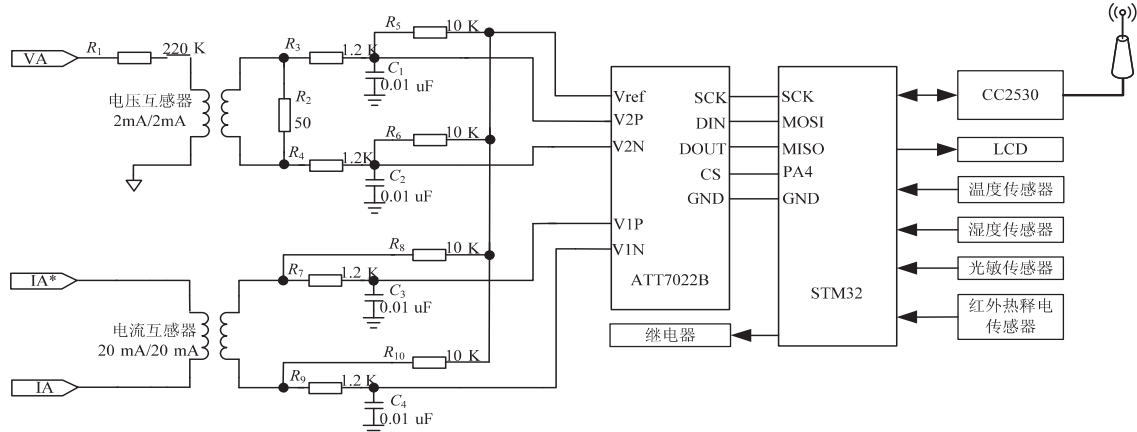 VA
R1
220 K
电压互感器
2mA/2mA
R2
50
R3
1.2 K
R4
1.2K
R5
10 K
C1
0.01 uF
R6
10 K
C2
0.01 uF
IA*
IA
电流互感器
20 mA/20 mA
R8
10 K
R7
1.2 K
C3
0.01 uF
R10
10 K
R9
1.2 K
C4
0.01 uF
Vref
V2P
V2N
V1P
V1N
SCK
DIN
DOUT
CS
GND
ATT7022B
SCK
MOSI
MISO
PA4
GND
STM32
继电器
CC2530
LCD
温度传感器
湿度传感器
光敏传感器
红外热释电
传感器